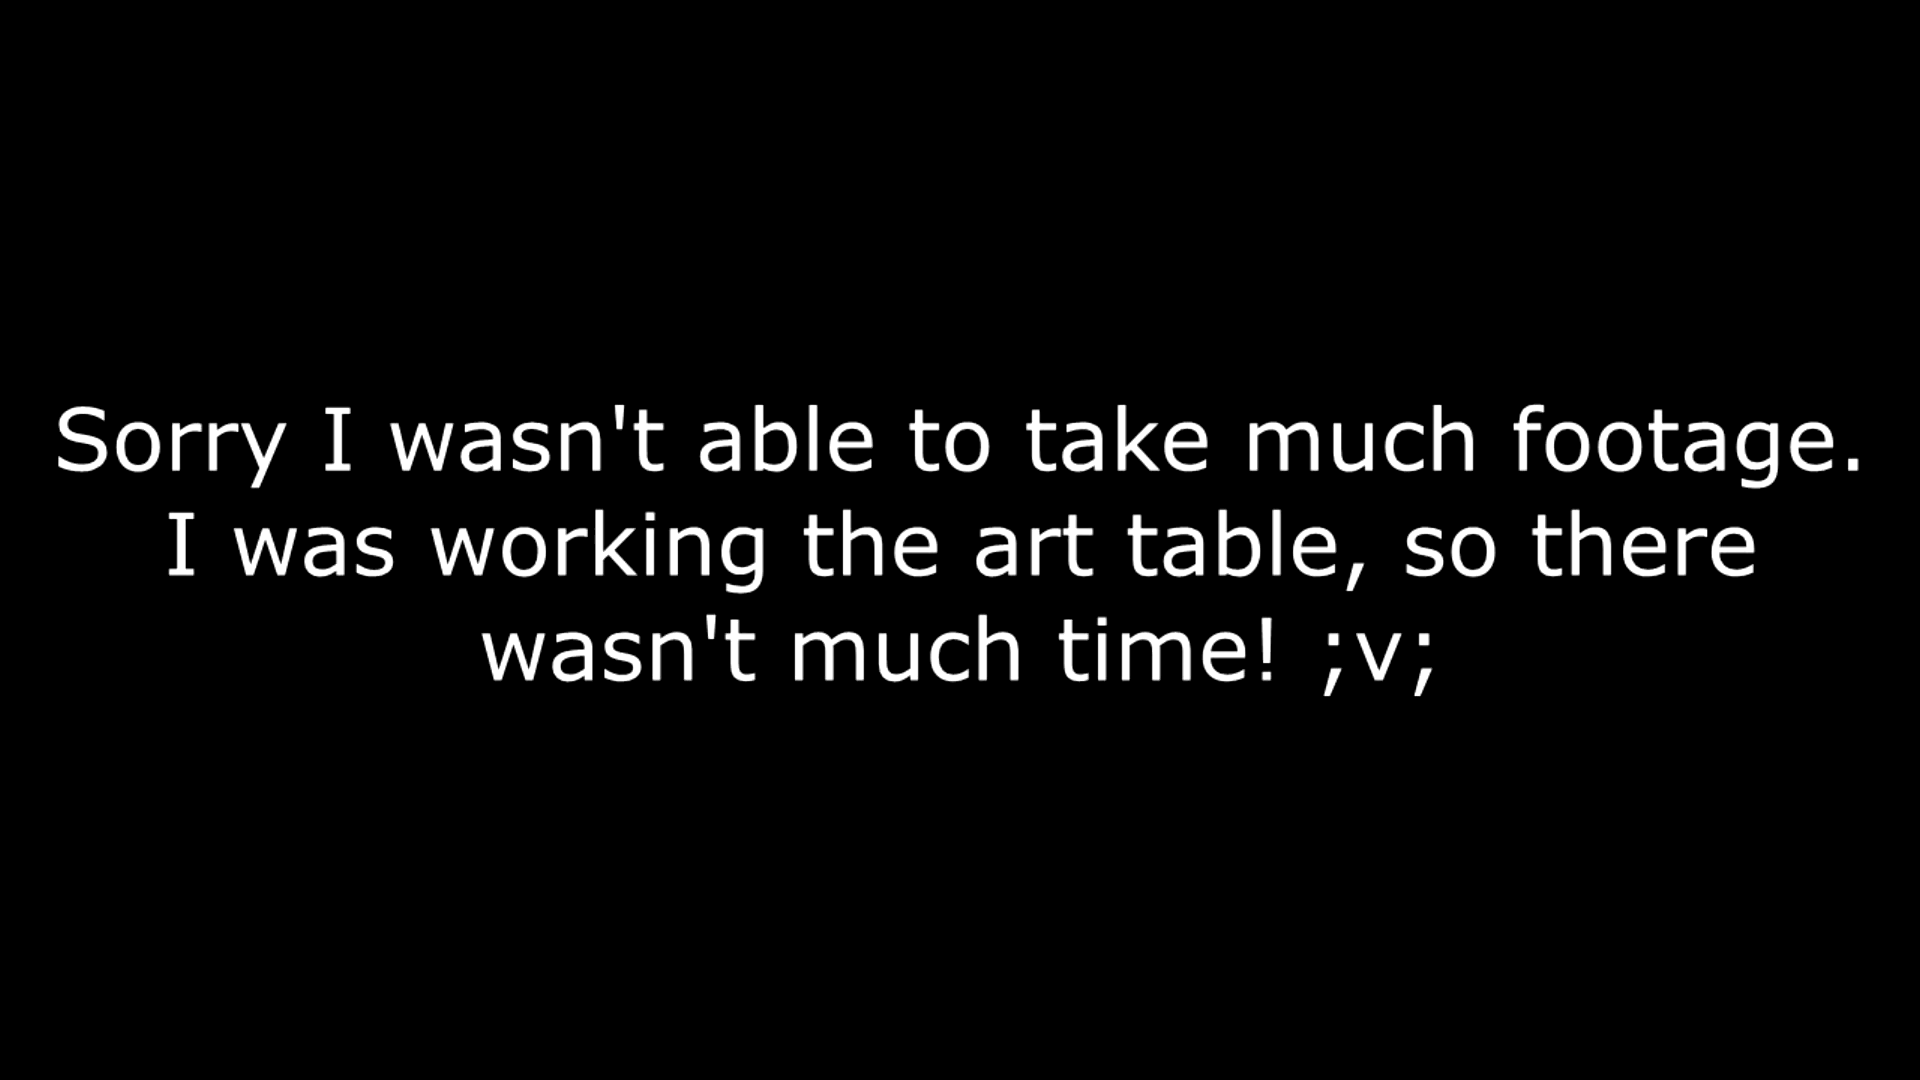 Sorry I wasn't able to take much footage.
I was working the art table, so there
wasn't much time! ;v;